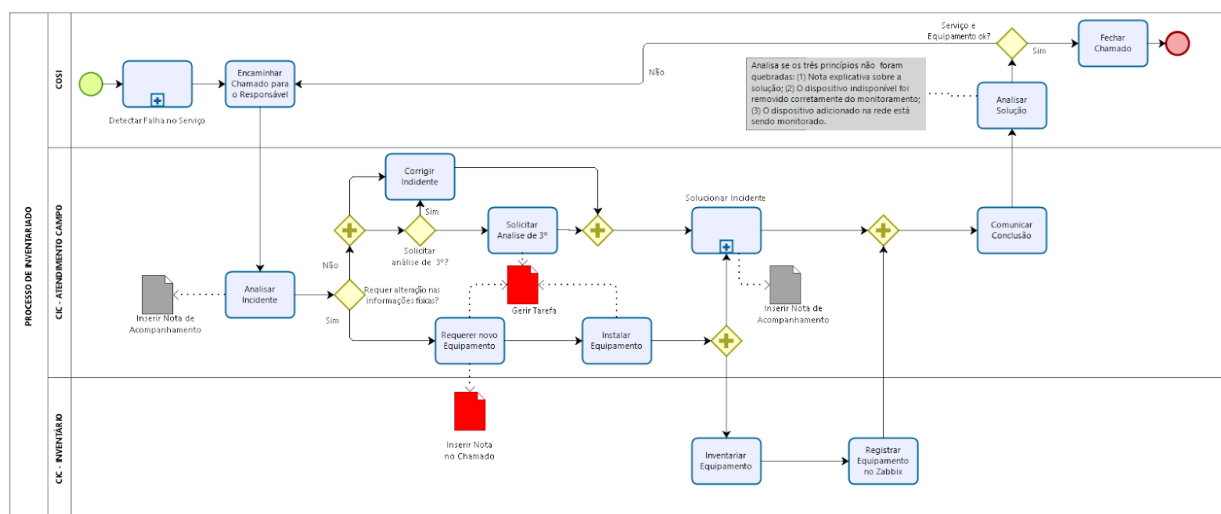 PROCESSO DE INVENTARIADO
COSI
Detectar Falha no Serviço
Encaminhar
Chamado para
o Responsável
Não
Serviço e
Equipamento ok?
Sim
Fechar
Chamado
Analisa se os três princípios não foram
quebradas: (1) Nota explicativa sobre a
solução; (2) O dispositivo indisponível foi
removido corretamente do monitoramento;
(3) O dispositivo adicionado na rede está
sendo monitorado.
Analisar
Solução
CIC - ATENDIMENTO CAMPO
Corrigir
Indidente
Sim
Solicitar
análise de 3º?
Solicitar
Analise de 3º
Solucionar Incidente
Comunicar
Conclusão
Inserir Nota de
Acompanhamento
Analisar
Incidente
Não
Requer alteração nas
informações físicas?
Sim
Gerir Tarefa
Inserir Nota de
Acompanhamento
Requerer novo
Equipamento
Instalar
Equipamento
CIC - INVENTÁRIO
Inserir Nota
no Chamado
Inventariar
Equipamento
Registrar
Equipamento
no Zabbix